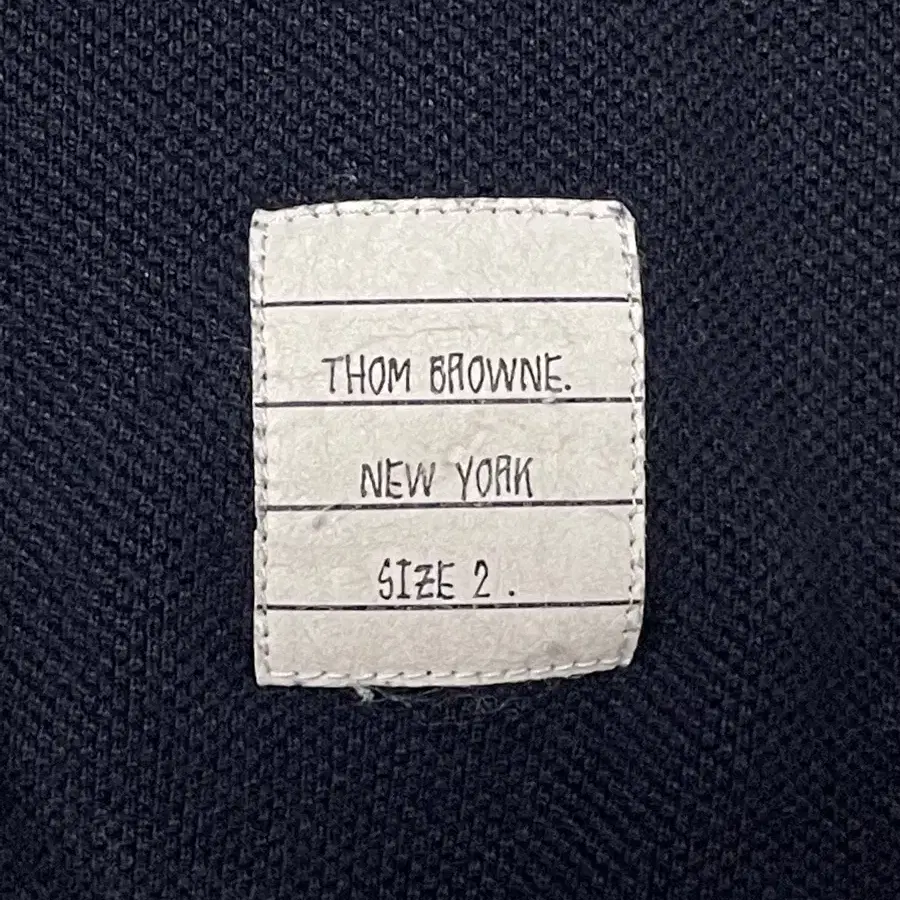 THOM BROWNE.
NEW YORK
SIZE 2 .